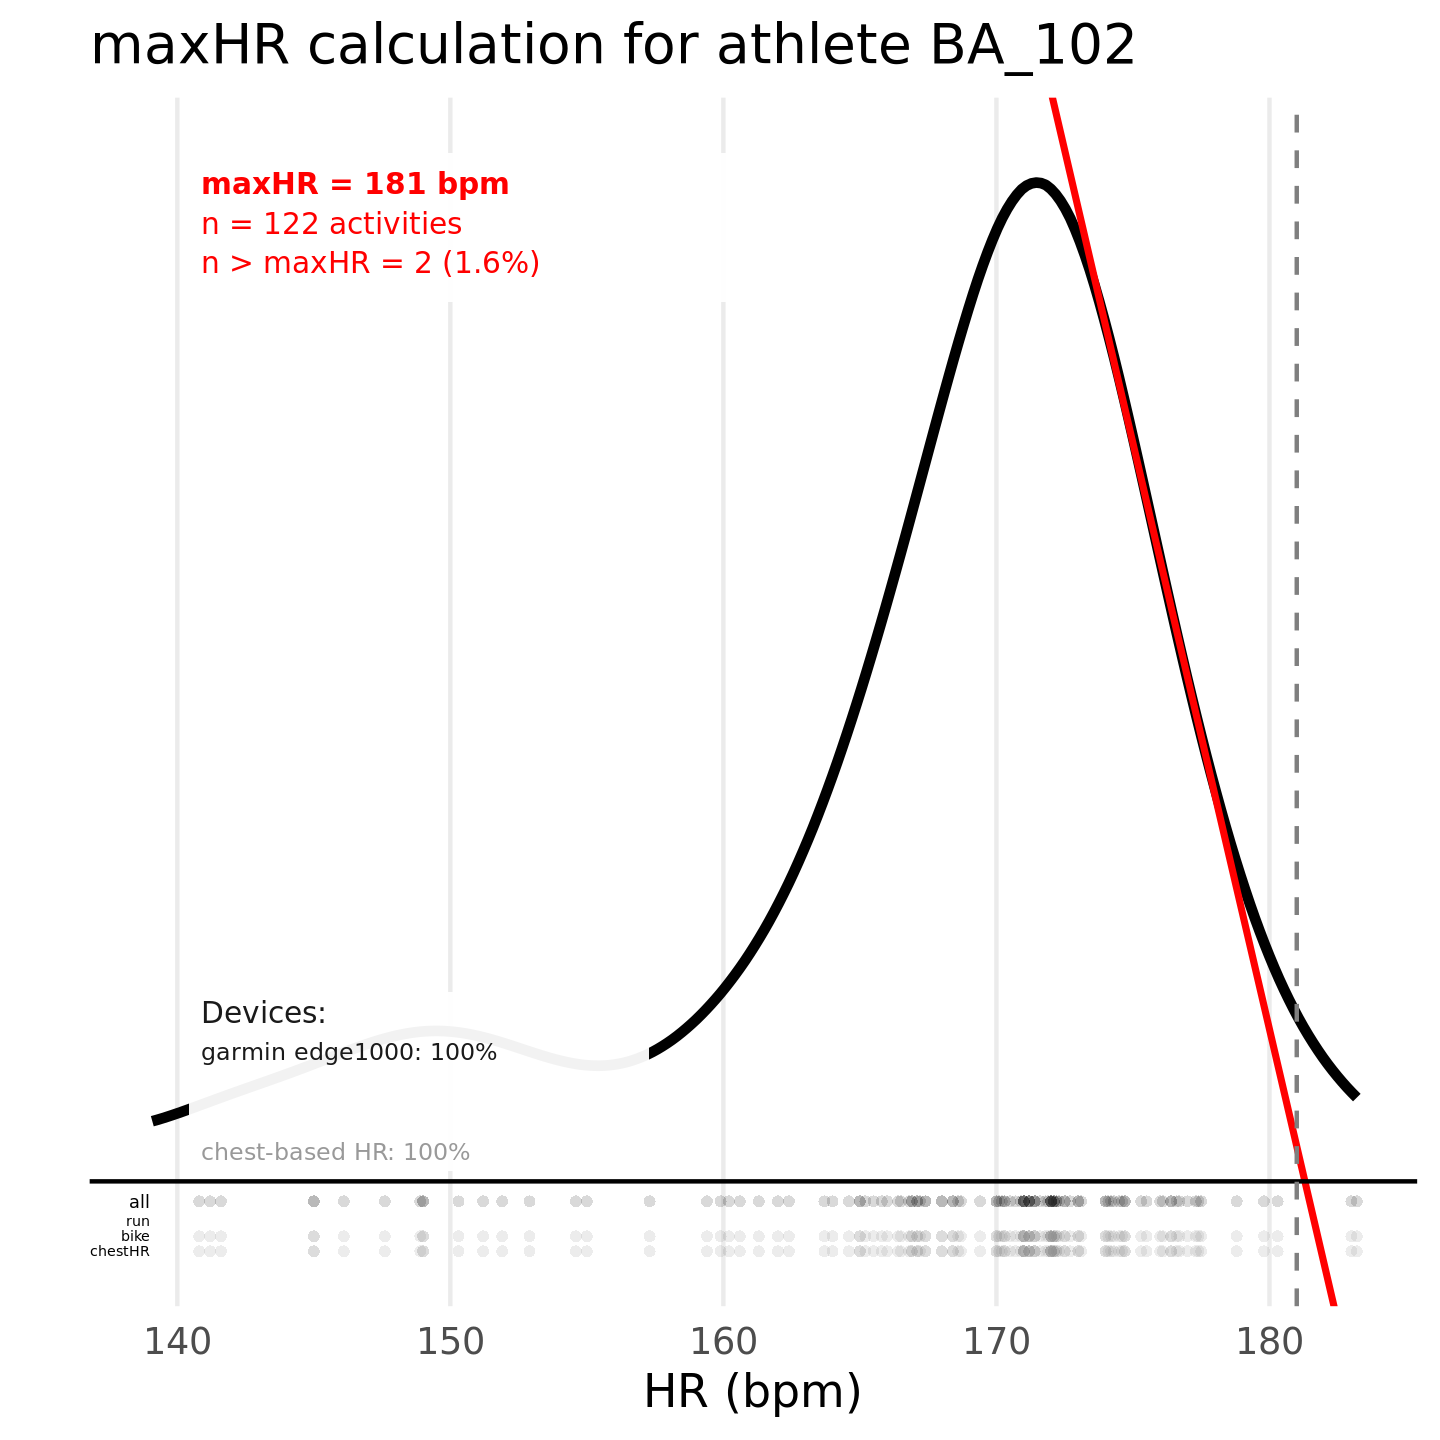 maxHR calculation for athlete BA_102
maxHR = 181 bpm
n = 122 activities
n > maxHR = 2 (1.6%)
Devices:
garmin edge1000: 100%
chest-based HR: 100%
all
run
bike
chestHR
140 150 160 170 180
HR (bpm)